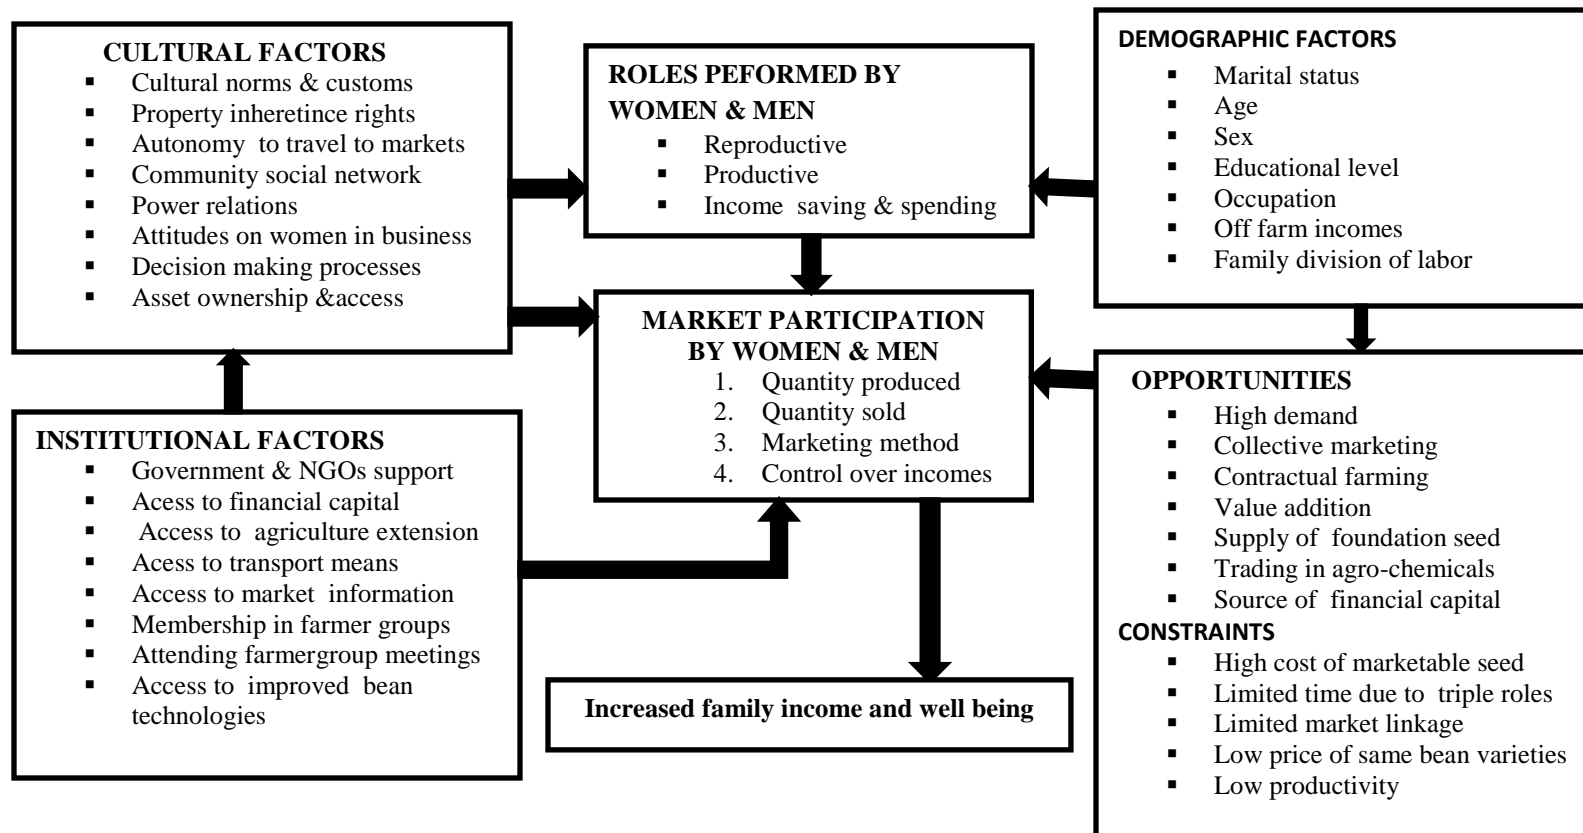 CULTURAL FACTORS
▪ Cultural norms & customs
▪ Property inheretince rights
▪ Autonomy to travel to markets
▪ Community social network
▪ Power relations
▪ Attitudes on women in business
▪ Decision making processes
▪ Asset ownership &access
INSTITUTIONAL FACTORS
▪ Government & NGOs support
▪ Acess to financial capital
▪ Access to agriculture extension
▪ Acess to transport means
▪ Access to market information
▪ Membership in farmer groups
▪ Attending farmergroup meetings
▪ Access to improved bean
technologies
ROLES PEFORMED BY
WOMEN & MEN
▪ Reproductive
▪ Productive
▪ Income saving & spending
MARKET PARTICIPATION
BY WOMEN & MEN
1. Quantity produced
2. Quantity sold
3. Marketing method
4. Control over incomes
Increased family income and well being
DEMOGRAPHIC FACTORS
▪ Marital status
▪ Age
▪ Sex
▪ Educational level
▪ Occupation
▪ Off farm incomes
▪ Family division of labor
OPPORTUNITIES
▪ High demand
▪ Collective marketing
▪ Contractual farming
▪ Value addition
▪ Supply of foundation seed
▪ Trading in agro-chemicals
▪ Source of financial capital
CONSTRAINTS
▪ High cost of marketable seed
▪ Limited time due to triple roles
▪ Limited market linkage
▪ Low price of same bean varieties
▪ Low productivity